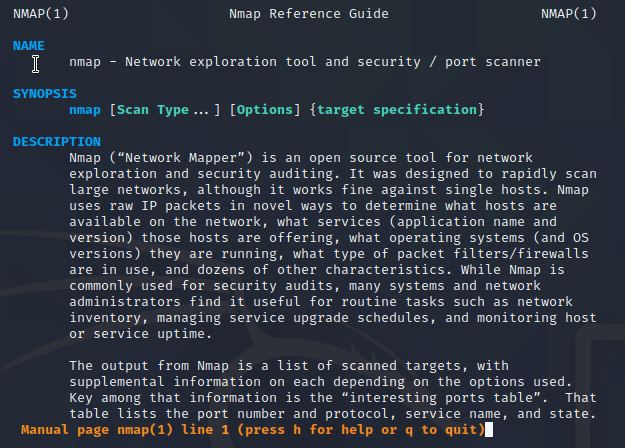 NMAP(1) Nmap Reference Guide NMAP(1)
NAME
nmap - Network exploration tool and security / port scanner
SYNOPSIS
nmap [Scan Type...] [Options] {target specification}
DESCRIPTION
Nmap (“Network Mapper”) is an open source tool for network
exploration and security auditing. It was designed to rapidly scan
large networks, although it works fine against single hosts. Nmap
uses raw IP packets in novel ways to determine what hosts are
available on the network, what services (application name and
version) those hosts are offering, what operating systems (and OS
versions) they are running, what type of packet filters/firewalls
are in use, and dozens of other characteristics. While Nmap is
commonly used for security audits, many systems and network
administrators find it useful for routine tasks such as network
inventory, managing service upgrade schedules, and monitoring host
or service uptime.
The output from Nmap is a list of scanned targets, with
supplemental information on each depending on the options used.
Key among that information is the “interesting ports table”.  That
table lists the port number and protocol, service name, and state.
Manual page nmap(1) line 1 (press h for help or q to quit)